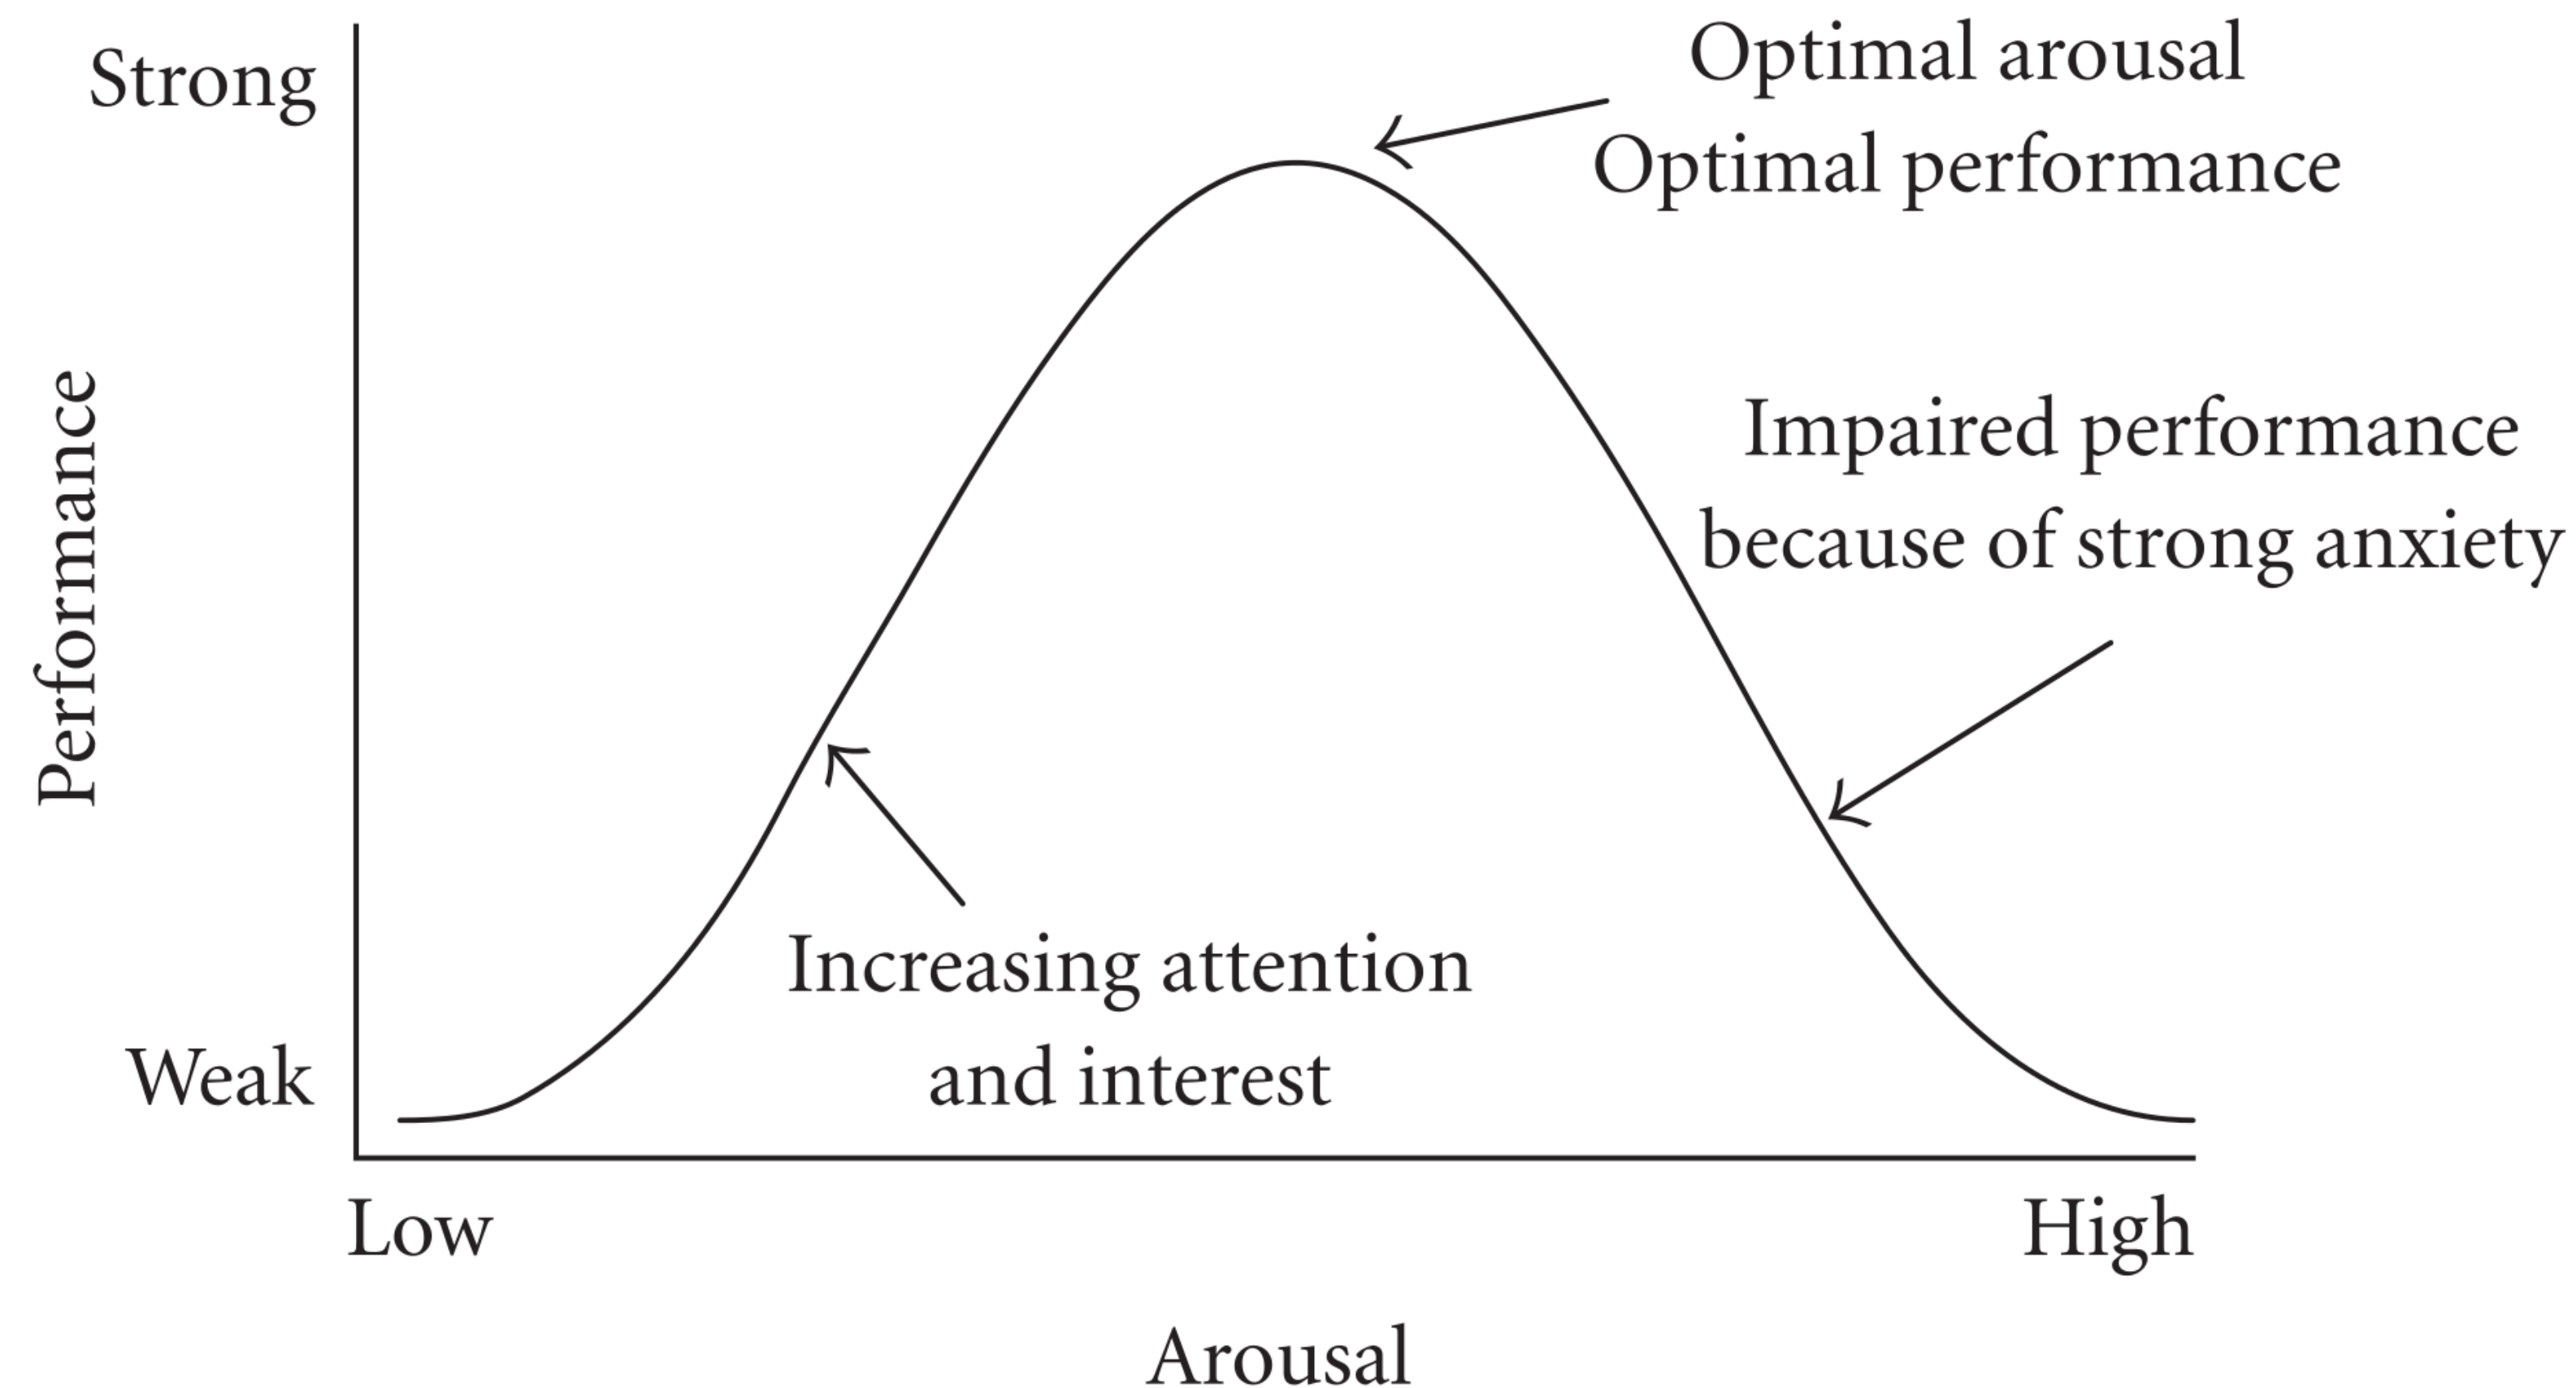 Strong
Optimal arousal
Optimal performance
Performance
Impaired performance
because of strong anxiety
Increasing attention
and interest
Weak
Low
High
Arousal